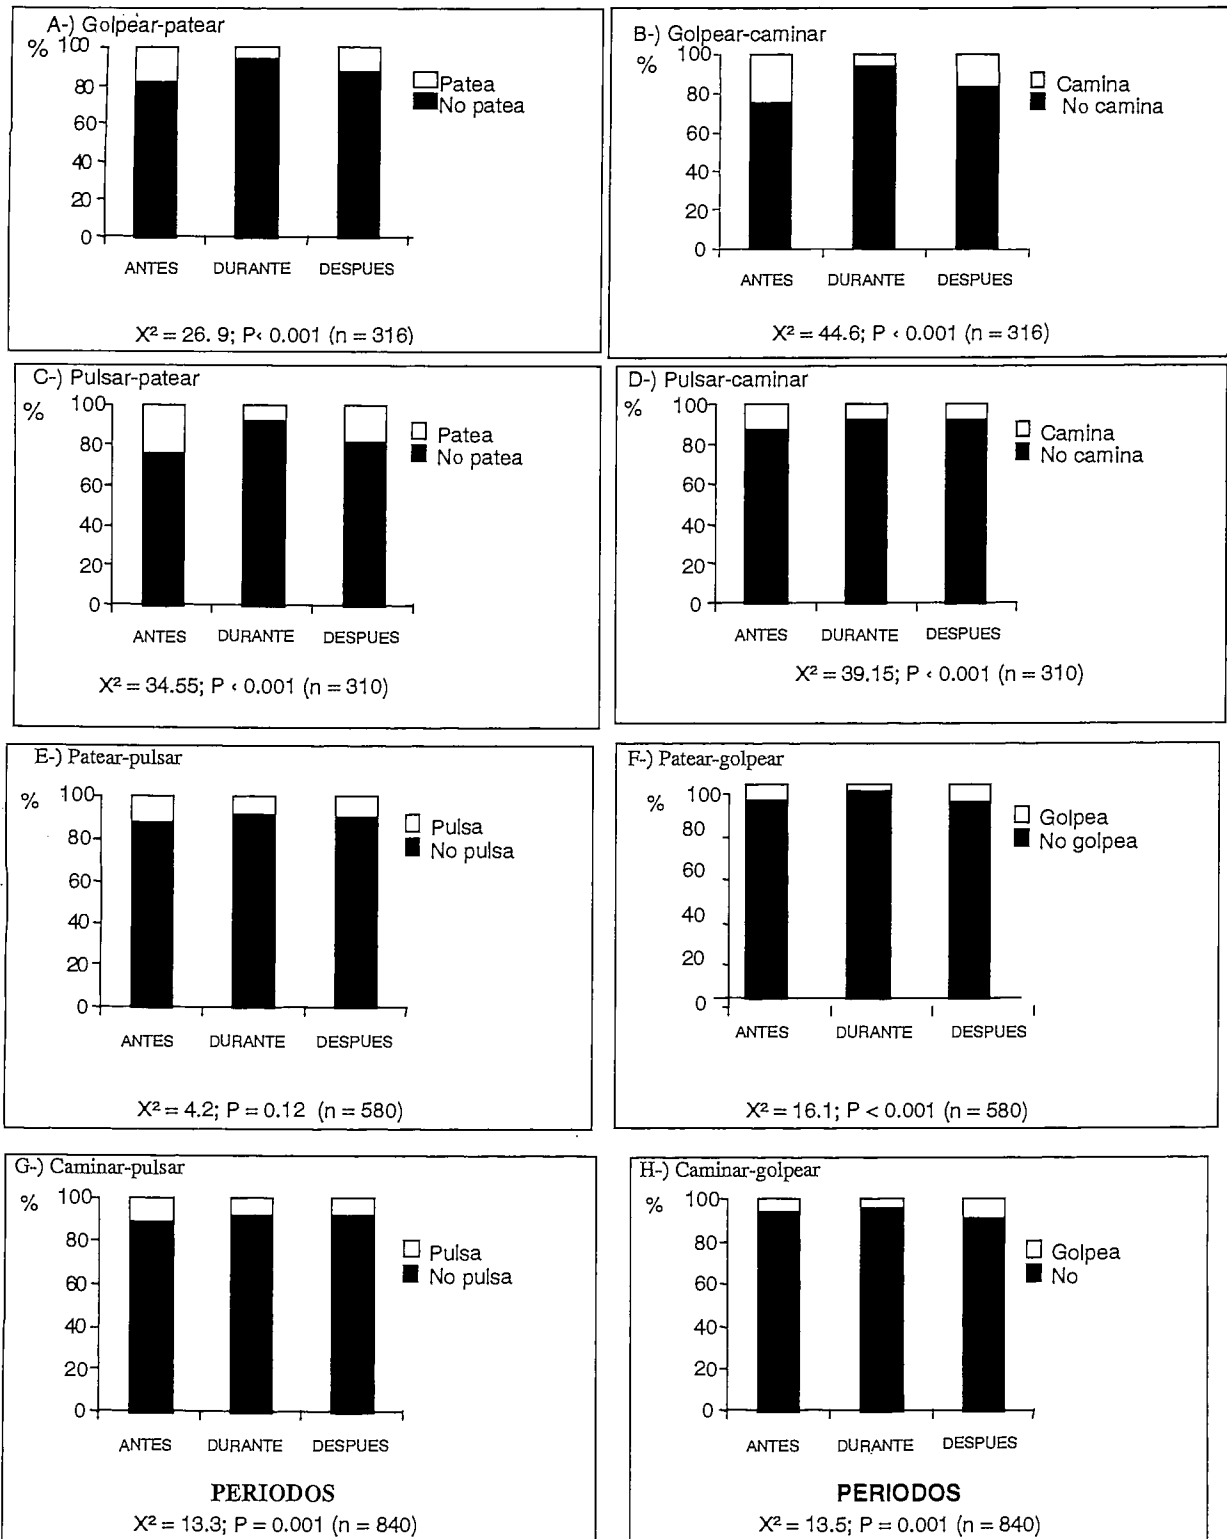 A-) Golpear-patear
% 100
80
60
40
20
0
Patea
No patea
ANTES DURANTE DESPUES
X² = 26. 9; P‹ 0.001 (n = 316)
B-) Golpear-caminar
% 100
80
60
40
20
0
Camina
No camina
ANTES DURANTE DESPUES
X² = 44.6; P ‹ 0.001 (n = 316)
C-) Pulsar-patear
% 100
80
60
40
20
0
Patea
No patea
ANTES DURANTE DESPUES
X² = 34.55; P ‹ 0.001 (n = 310)
D-) Pulsar-caminar
% 100
80
60
40
20
0
Camina
No camina
ANTES DURANTE DESPUES
X² = 39.15; P ‹ 0.001 (n = 310)
E-) Patear-pulsar
% 100
80
60
40
20
0
Pulsa
No pulsa
ANTES DURANTE DESPUES
X² = 4.2; P = 0.12 (n = 580)
F-) Patear-golpear
% 100
80
60
40
20
0
Golpea
No golpea
ANTES DURANTE DESPUES
X² = 16.1; P < 0.001 (n = 580)
G-) Caminar-pulsar
% 100
80
60
40
20
0
Pulsa
No pulsa
ANTES DURANTE DESPUES
PERIODOS
X² = 13.3; P = 0.001 (n = 840)
H-) Caminar-golpear
% 100
80
60
40
20
0
Golpea
No
ANTES DURANTE DESPUES
PERIODOS
X² = 13.5; P = 0.001 (n = 840)